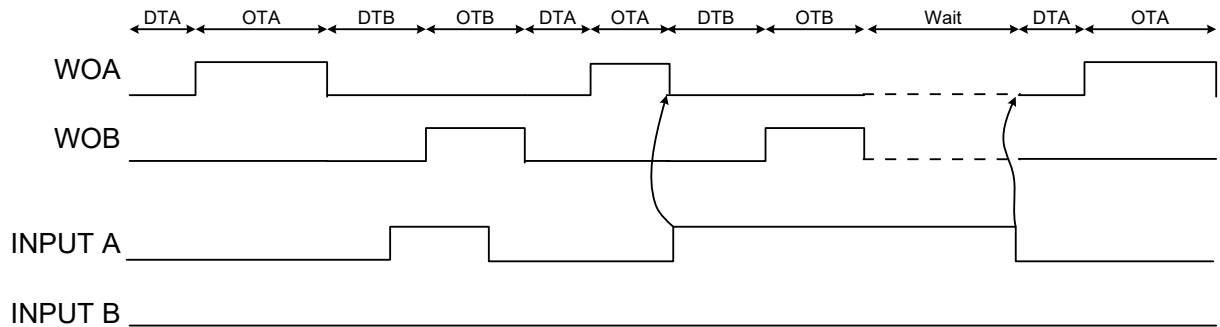 DTA OTA DTB OTB DTA OTA DTB OTB Wait DTA OTA
WOA
WOB
INPUT A
INPUT B